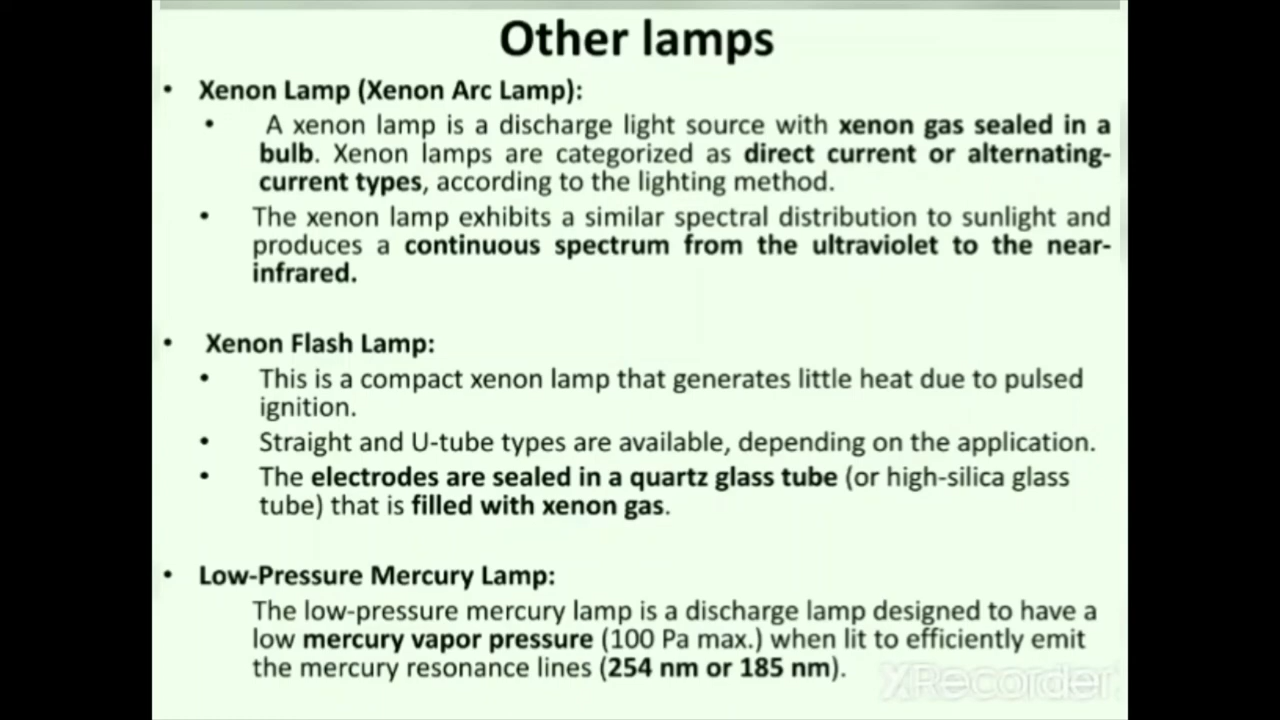 Other lamps
• Xenon Lamp (Xenon Arc Lamp):
• A xenon lamp is a discharge light source with xenon gas sealed in a
bulb. Xenon lamps are categorized as direct current or alternating-
current types, according to the lighting method.
• The xenon lamp exhibits a similar spectral distribution to sunlight and
produces a continuous spectrum from the ultraviolet to the near-
infrared.
• Xenon Flash Lamp:
• This is a compact xenon lamp that generates little heat due to pulsed
ignition.
• Straight and U-tube types are available, depending on the application.
• The electrodes are sealed in a quartz glass tube (or high-silica glass
tube) that is filled with xenon gas.
• Low-Pressure Mercury Lamp:
The low-pressure mercury lamp is a discharge lamp designed to have a
low mercury vapor pressure (100 Pa max.) when lit to efficiently emit
the mercury resonance lines (254 nm or 185 nm).
XRecorder